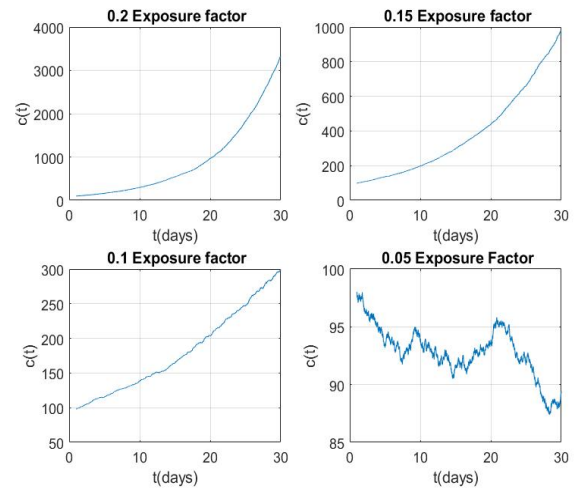 0.2 Exposure factor
4000
3000
2000
1000
0
c(t)
0 10 20 30
t(days)
0.15 Exposure factor
1000
800
600
400
200
0
c(t)
0 10 20 30
t(days)
0.1 Exposure factor
300
250
200
150
100
50
c(t)
0 10 20 30
t(days)
0.05 Exposure Factor
100
95
90
85
c(t)
0 10 20 30
t(days)